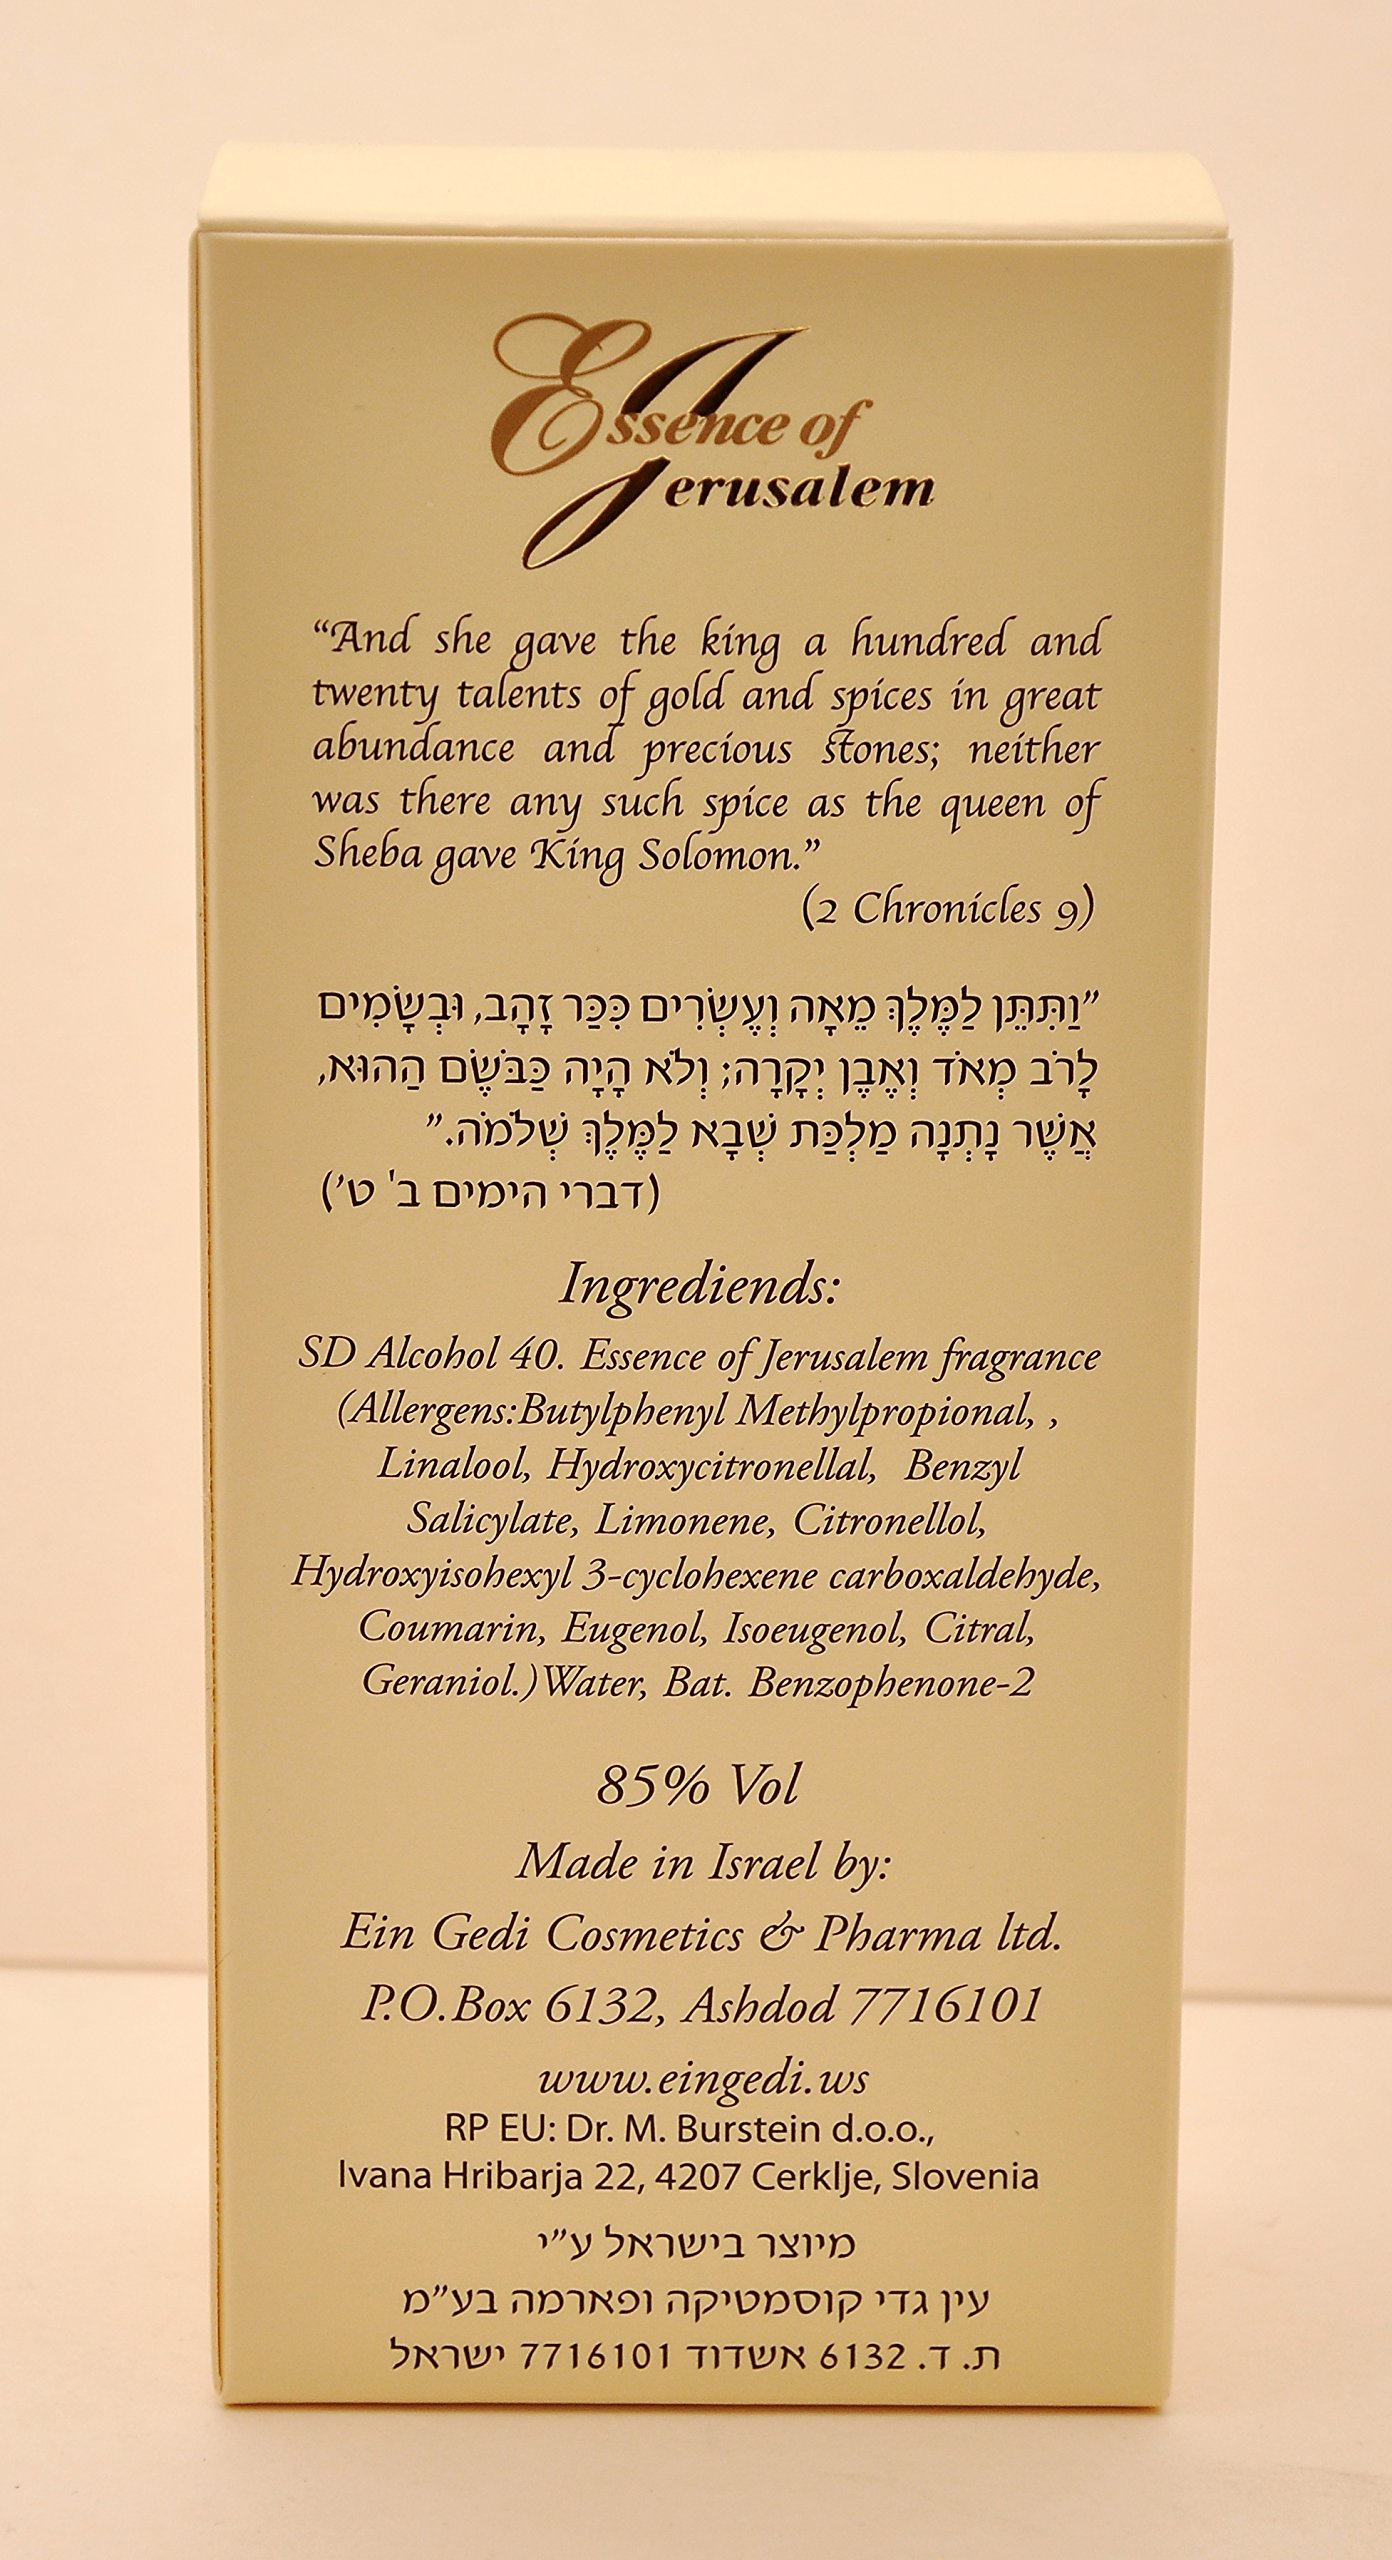 Essence of
Jerusalem
“And she gave the king a hundred and
twenty talents of gold and spices in great
abundance and precious stones; neither
was there any such spice as the queen of
Sheba gave King Solomon.”
(2 Chronicles 9)
”וַתִּתֵּן לַמֶּלֶךְ מֵאָה וְעֶשְׂרִים כִּכַּר זָהָב, וּבְשָׂמִים
לָרֹב מְאֹד וְאֶבֶן יְקָרָה; וְלֹא הָיָה כַּבֹּשֶׂם הַהוּא,
אֲשֶׁר נָתְנָה מַלְכַּת שְׁבָא לַמֶּלֶךְ שְׁלֹמֹה.”
(דברי הימים ב' ט’)
Ingrediends:
SD Alcohol 40. Essence of Jerusalem fragrance
(Allergens:Butylphenyl Methylpropional, ,
Linalool, Hydroxycitronellal, Benzyl
Salicylate, Limonene, Citronellol,
Hydroxyisohexyl 3-cyclohexene carboxaldehyde,
Coumarin, Eugenol, Isoeugenol, Citral,
Geraniol.)Water, Bat. Benzophenone-2
85% Vol
Made in Israel by:
Ein Gedi Cosmetics & Pharma ltd.
P.O.Box 6132, Ashdod 7716101
www.eingedi.ws
RP EU: Dr. M. Burstein d.o.o.,
Ivana Hribarja 22, 4207 Cerklje, Slovenia
מיוצר בישראל ע”י
עין גדי קוסמטיקה ופארמה בע”מ
ת. ד. 6132 אשדוד 7716101 ישראל